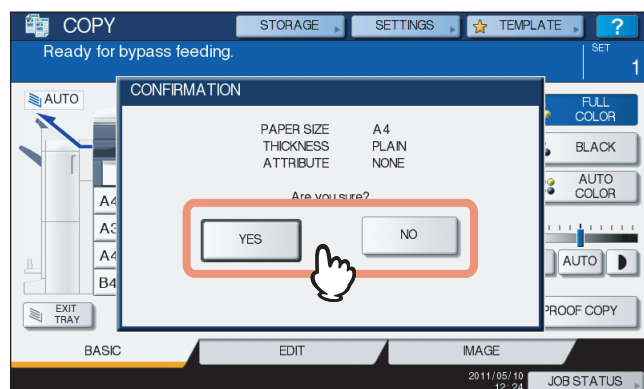 COPY
STORAGE
SETTINGS
TEMPLATE
?
Ready for bypass feeding.
SET
1
AUTO
CONFIRMATION
PAPER SIZE A4
THICKNESS PLAIN
ATTRIBUTE NONE
Are you sure?
YES
NO
FULL
COLOR
BLACK
AUTO
COLOR
A4
A3
A4
B4
AUTO
EXIT
TRAY
PROOF COPY
BASIC
EDIT
IMAGE
2011/05/10
12:24
JOB STATUS